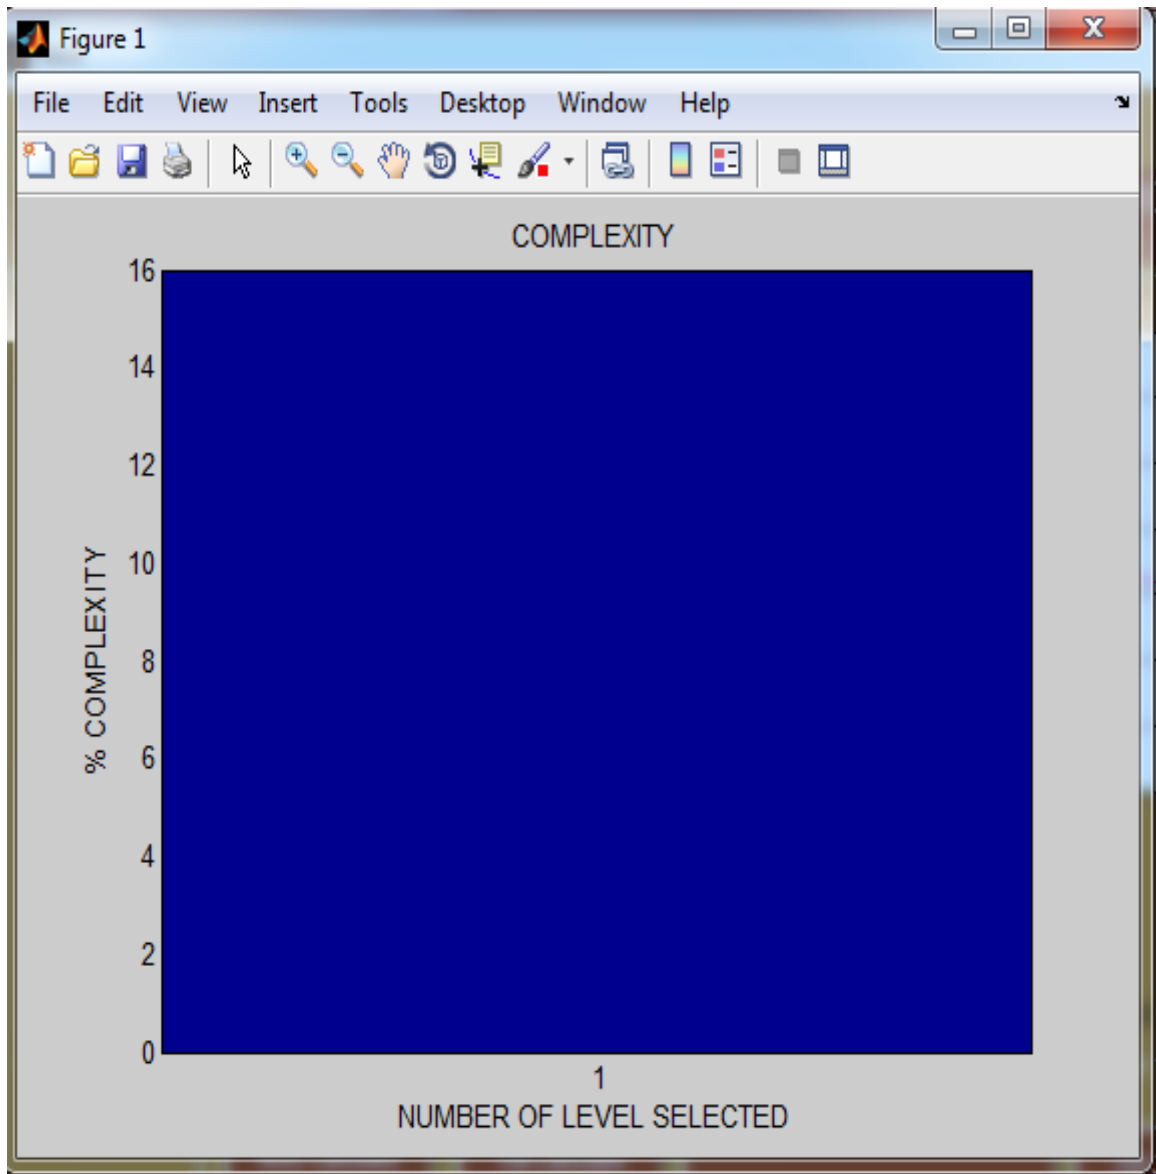 Figure 1
File Edit View Insert Tools Desktop Window Help
COMPLEXITY
16
14
12
10
8
6
4
2
0
% COMPLEXITY
1
NUMBER OF LEVEL SELECTED